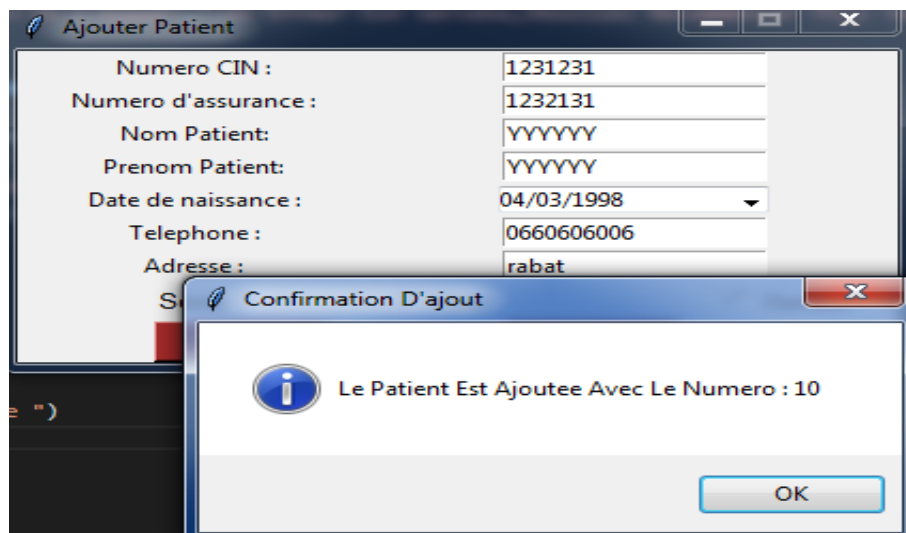 Ajouter Patient
Numero CIN : 1231231
Numero d'assurance : 1232131
Nom Patient: YYYYYY
Prenom Patient: YYYYYY
Date de naissance : 04/03/1998
Telephone : 0660606006
Adresse : rabat
Confirmation D'ajout
Le Patient Est Ajoutee Avec Le Numero : 10
e ")
OK